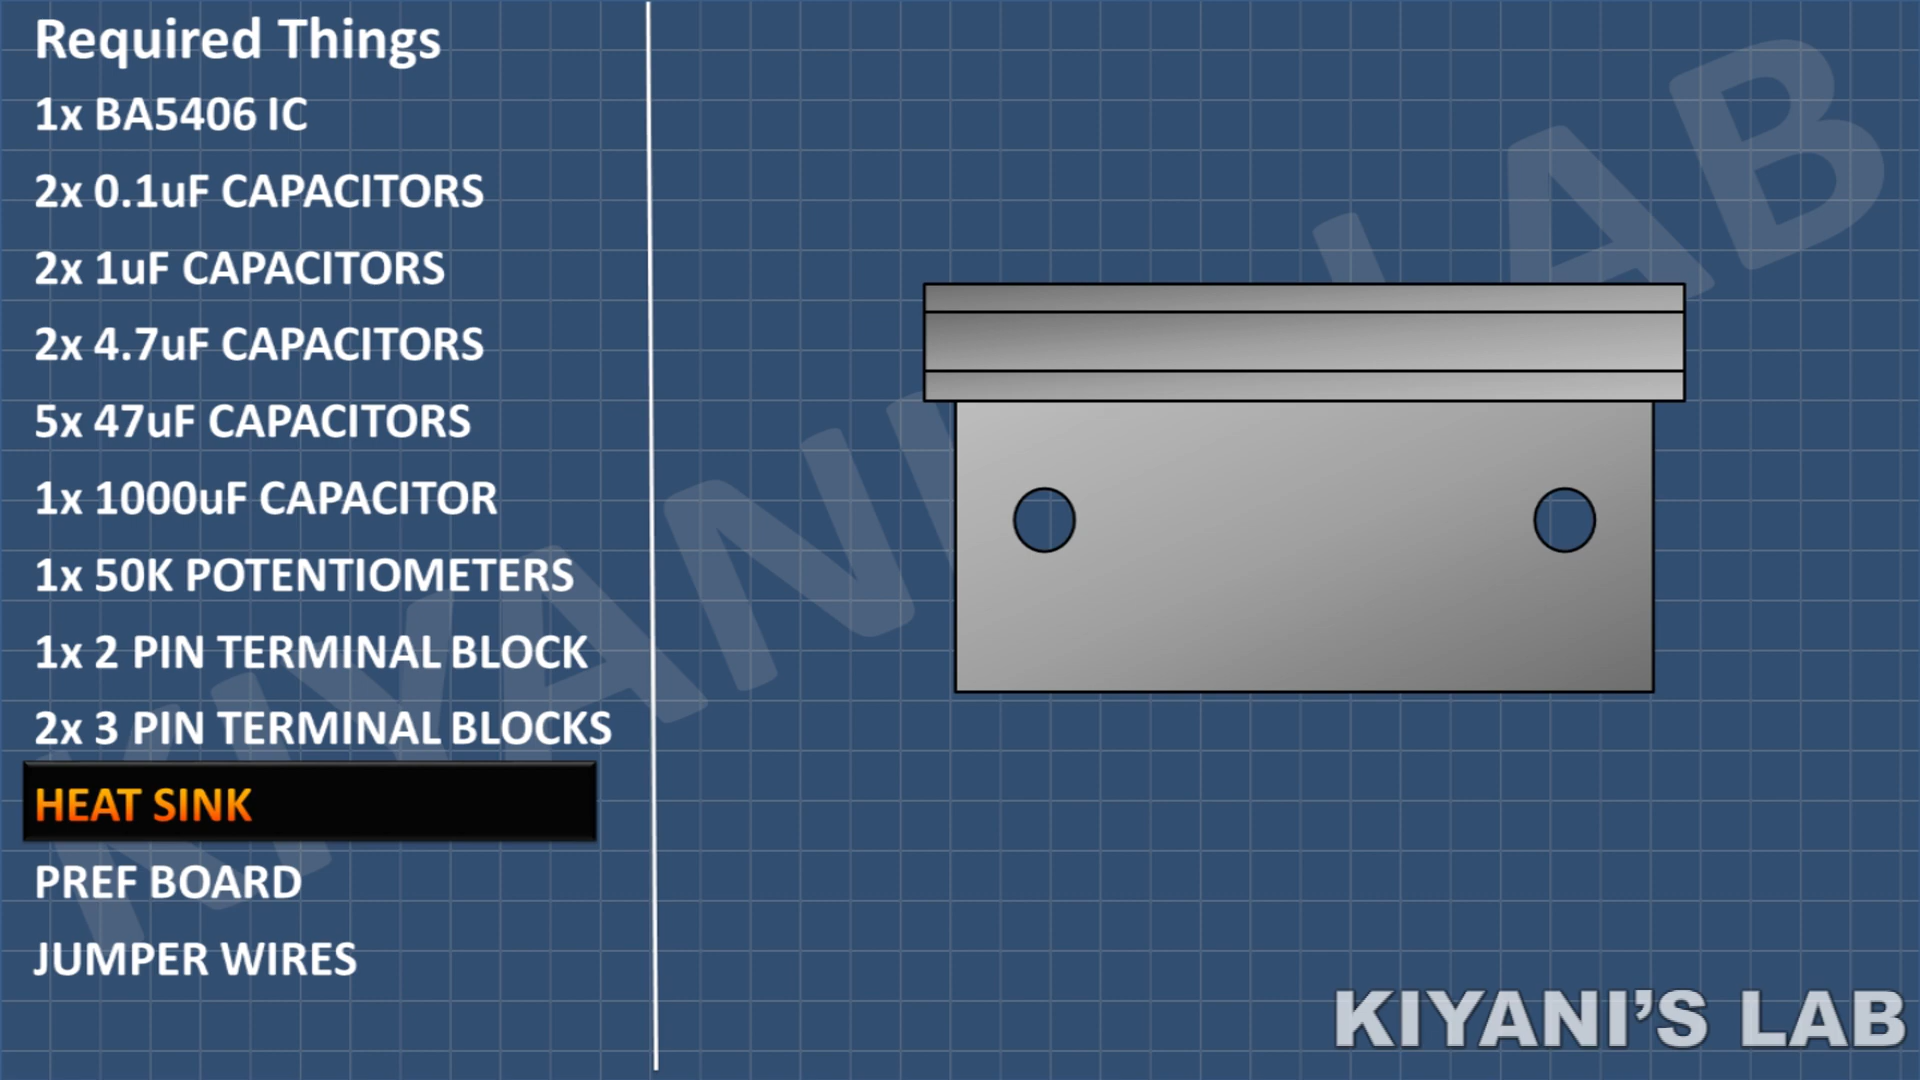 Required Things
1x BA5406 IC
2x 0.1uF CAPACITORS
2x 1uF CAPACITORS
2x 4.7uF CAPACITORS
5x 47uF CAPACITORS
1x 1000uF CAPACITOR
1x 50K POTENTIOMETERS
1x 2 PIN TERMINAL BLOCK
2x 3 PIN TERMINAL BLOCKS
HEAT SINK
PREF BOARD
JUMPER WIRES
KIYANI'S LAB
KIYANI'S LAB